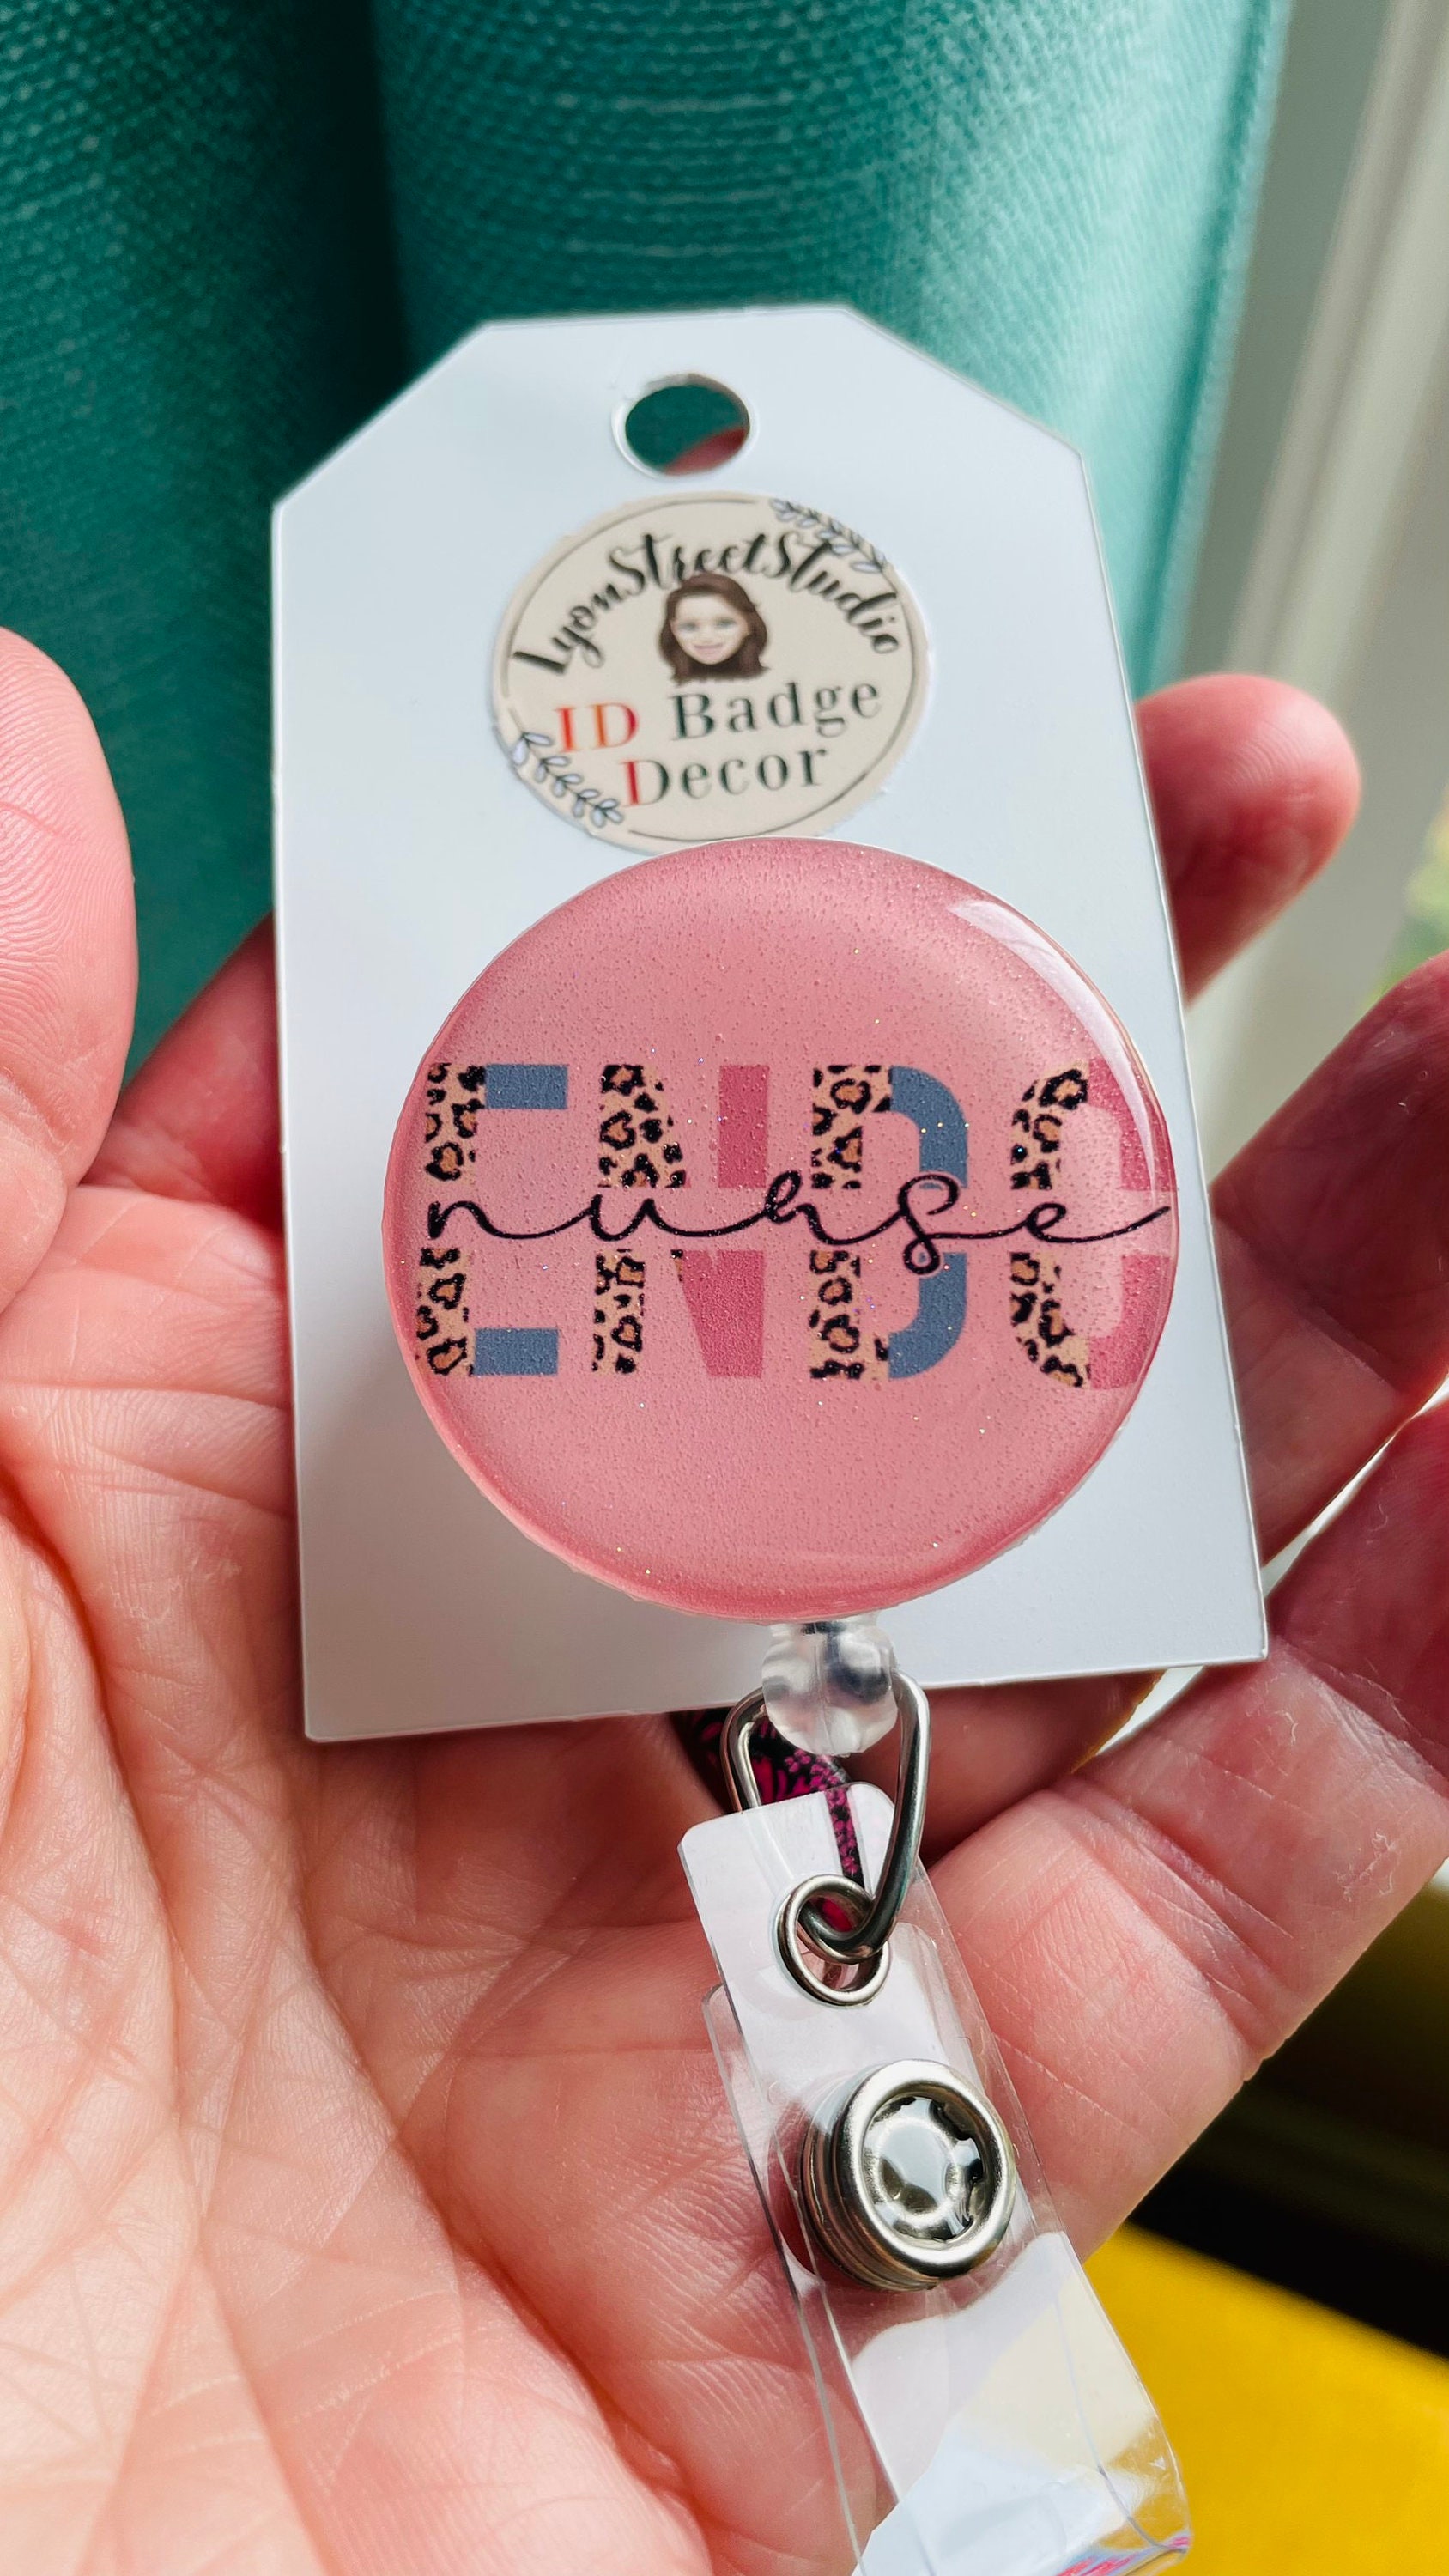 LyonStreetStudio
ID Badge
Decor
ENDO
nurse